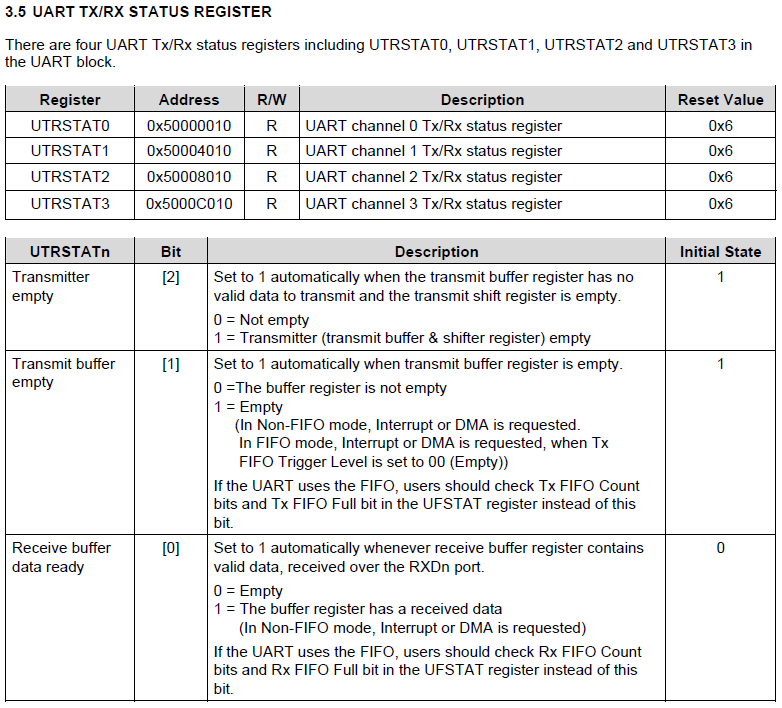 3.5 UART TX/RX STATUS REGISTER
There are four UART Tx/Rx status registers including UTRSTAT0, UTRSTAT1, UTRSTAT2 and UTRSTAT3 in
the UART block.
Register Address R/W Description Reset Value
UTRSTAT0 0x50000010 R UART channel 0 Tx/Rx status register 0x6
UTRSTAT1 0x50004010 R UART channel 1 Tx/Rx status register 0x6
UTRSTAT2 0x50008010 R UART channel 2 Tx/Rx status register 0x6
UTRSTAT3 0x5000C010 R UART channel 3 Tx/Rx status register 0x6
UTRSTATn Bit Description Initial State
Transmitter
empty
[2]
Set to 1 automatically when the transmit buffer register has no
valid data to transmit and the transmit shift register is empty.
0 = Not empty
1 = Transmitter (transmit buffer & shifter register) empty
1
Transmit buffer
empty
[1]
Set to 1 automatically when transmit buffer register is empty.
0 =The buffer register is not empty
1 = Empty
(In Non-FIFO mode, Interrupt or DMA is requested.
In FIFO mode, Interrupt or DMA is requested, when Tx
FIFO Trigger Level is set to 00 (Empty))
If the UART uses the FIFO, users should check Tx FIFO Count
bits and Tx FIFO Full bit in the UFSTAT register instead of this
bit.
1
Receive buffer
data ready
[0]
Set to 1 automatically whenever receive buffer register contains
valid data, received over the RXDn port.
0 = Empty
1 = The buffer register has a received data
(In Non-FIFO mode, Interrupt or DMA is requested)
If the UART uses the FIFO, users should check Rx FIFO Count
bits and Rx FIFO Full bit in the UFSTAT register instead of this
bit.
0